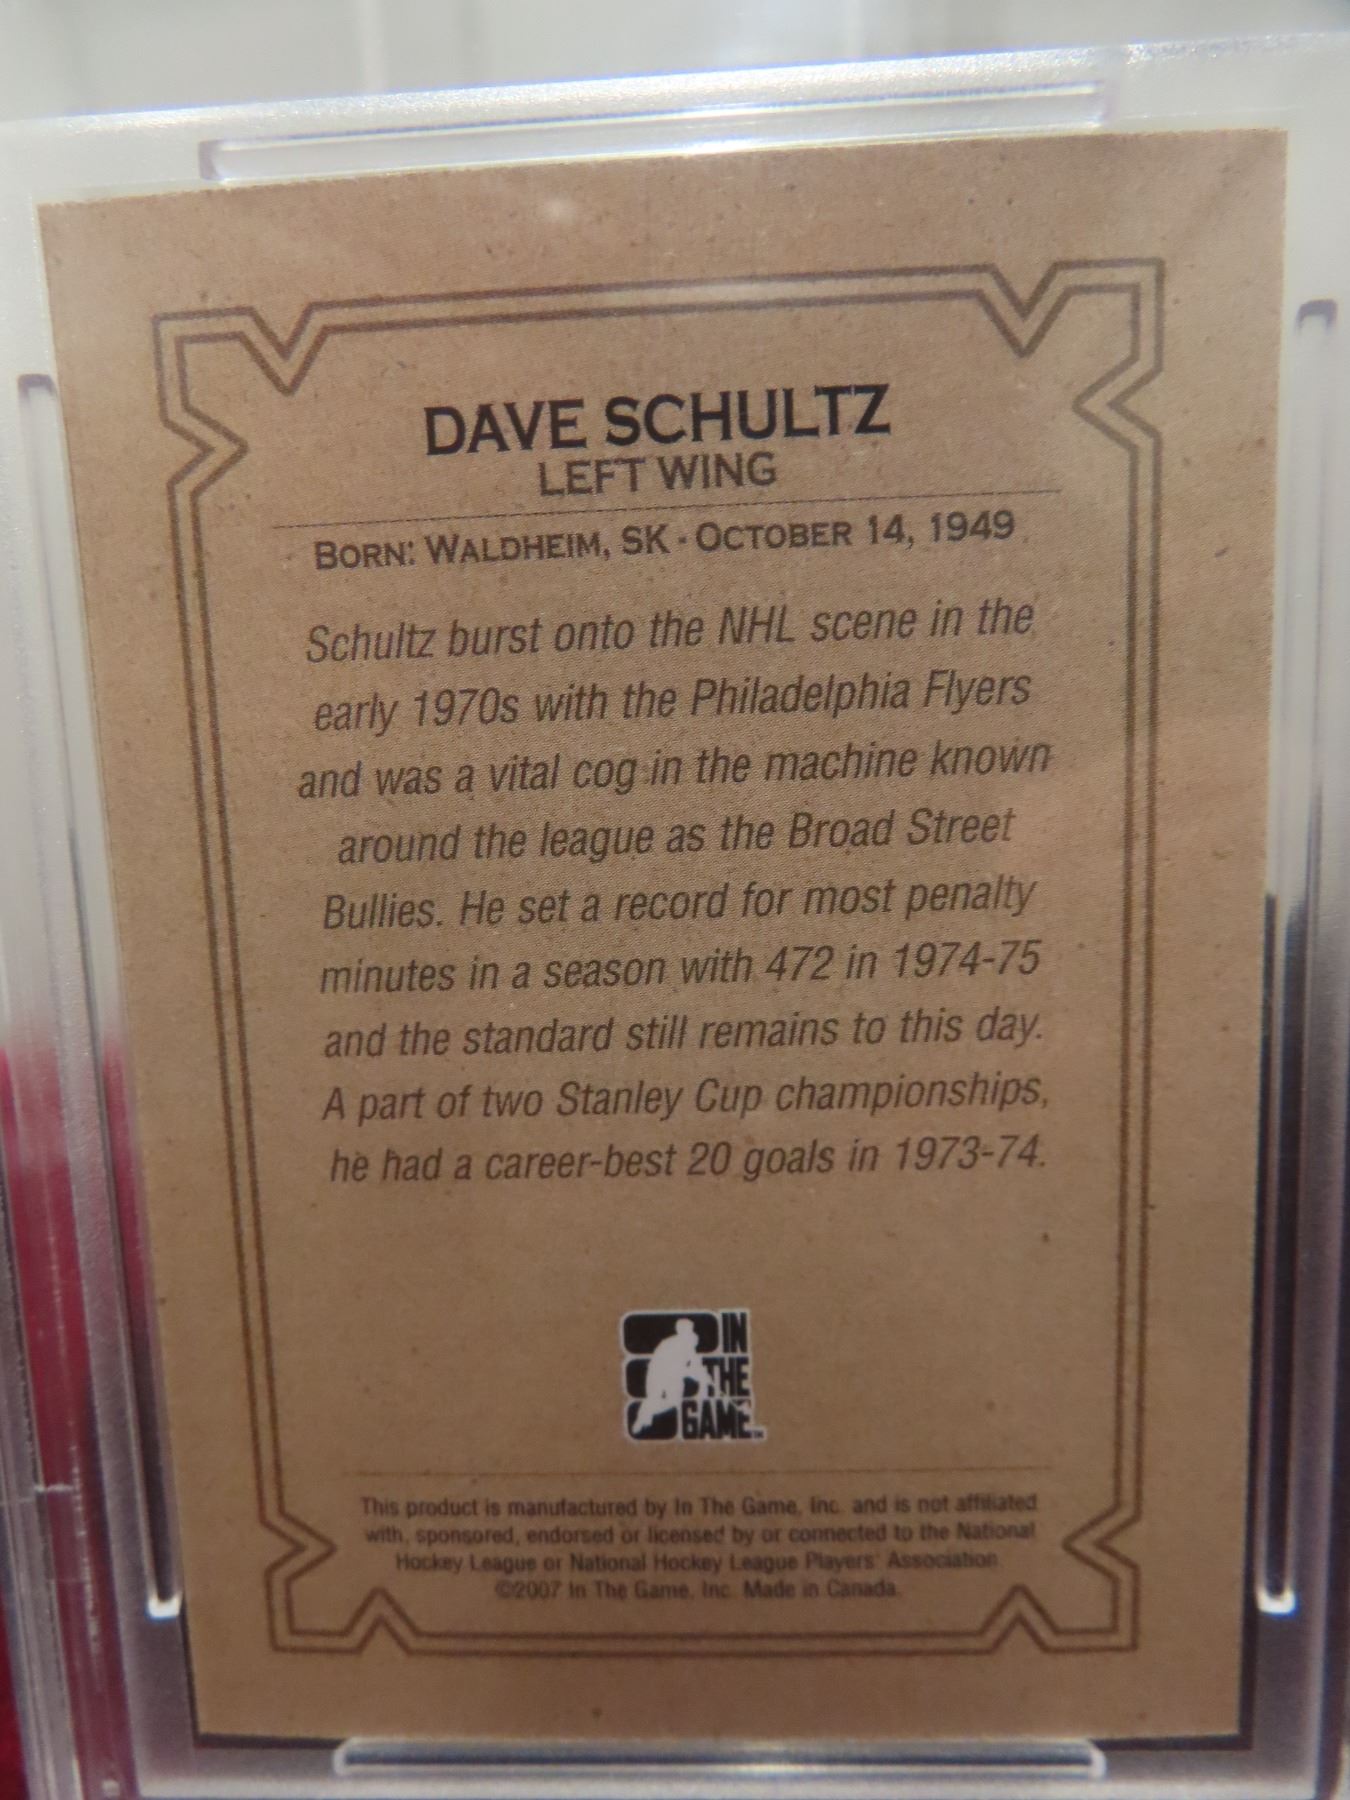 DAVE SCHULTZ
LEFT WING
BORN: WALDHEIM, SK · OCTOBER 14, 1949
Schultz burst onto the NHL scene in the
early 1970s with the Philadelphia Flyers
and was a vital cog in the machine known
around the league as the Broad Street
Bullies. He set a record for most penalty
minutes in a season with 472 in 1974-75
and the standard still remains to this day.
A part of two Stanley Cup championships,
he had a career-best 20 goals in 1973-74.
IN
THE
GAME™
This product is manufactured by In The Game, Inc. and is not affiliated
with, sponsored, endorsed or licensed by or connected to the National
Hockey League or National Hockey League Players' Association.
©2007 In The Game, Inc. Made in Canada.